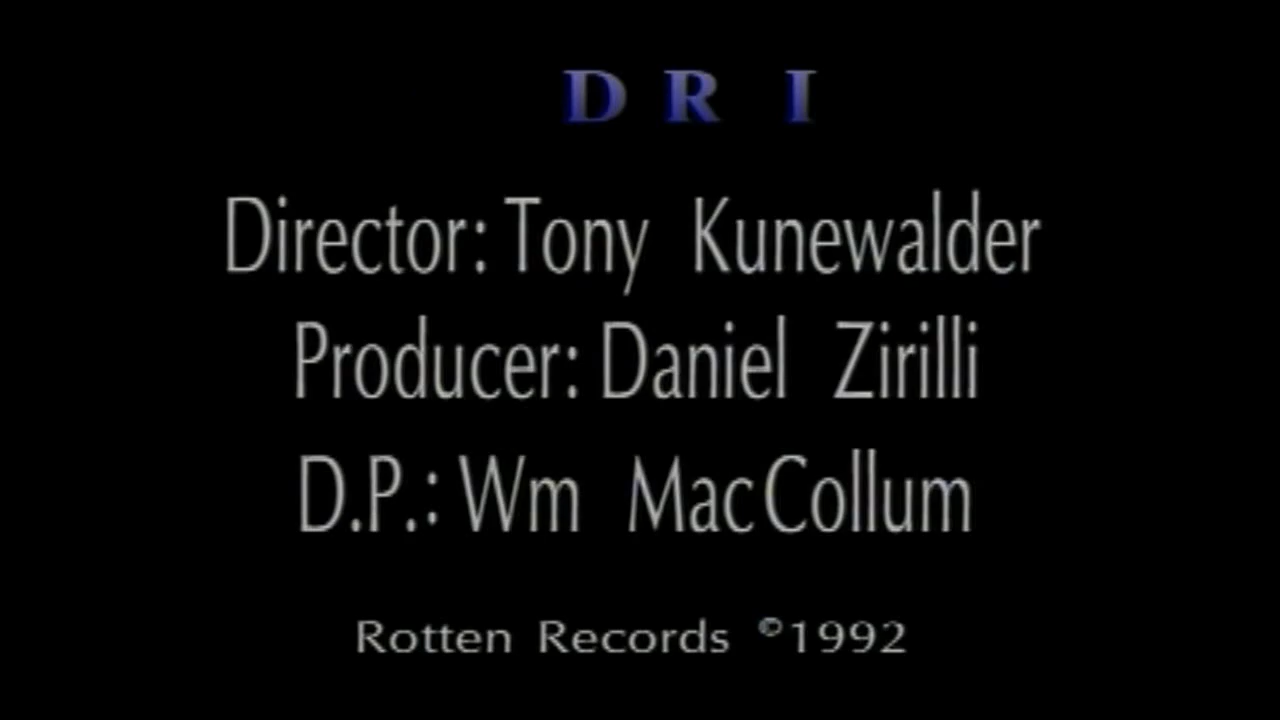 D R I
Director: Tony Kunewalder
Producer: Daniel Zirilli
D.P.: Wm MacCollum
Rotten Records ©1992